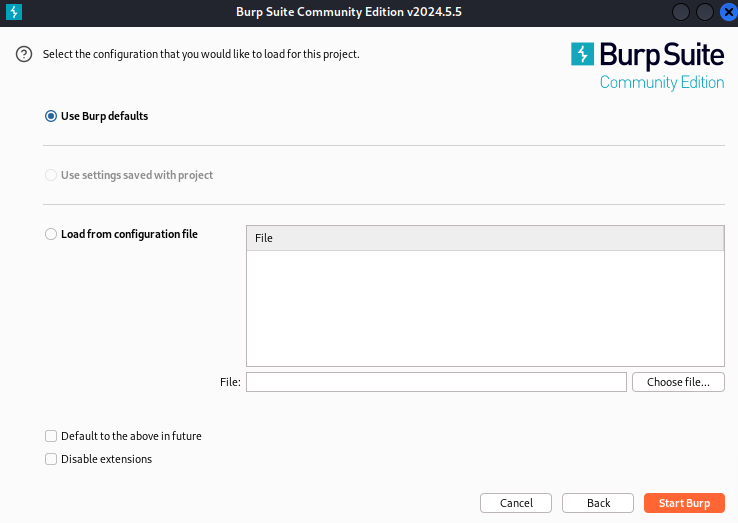 Burp Suite Community Edition v2024.5.5
Select the configuration that you would like to load for this project.
Burp Suite
Community Edition
Use Burp defaults
Use settings saved with project
Load from configuration file
File
File:
Choose file...
Default to the above in future
Disable extensions
Cancel
Back
Start Burp